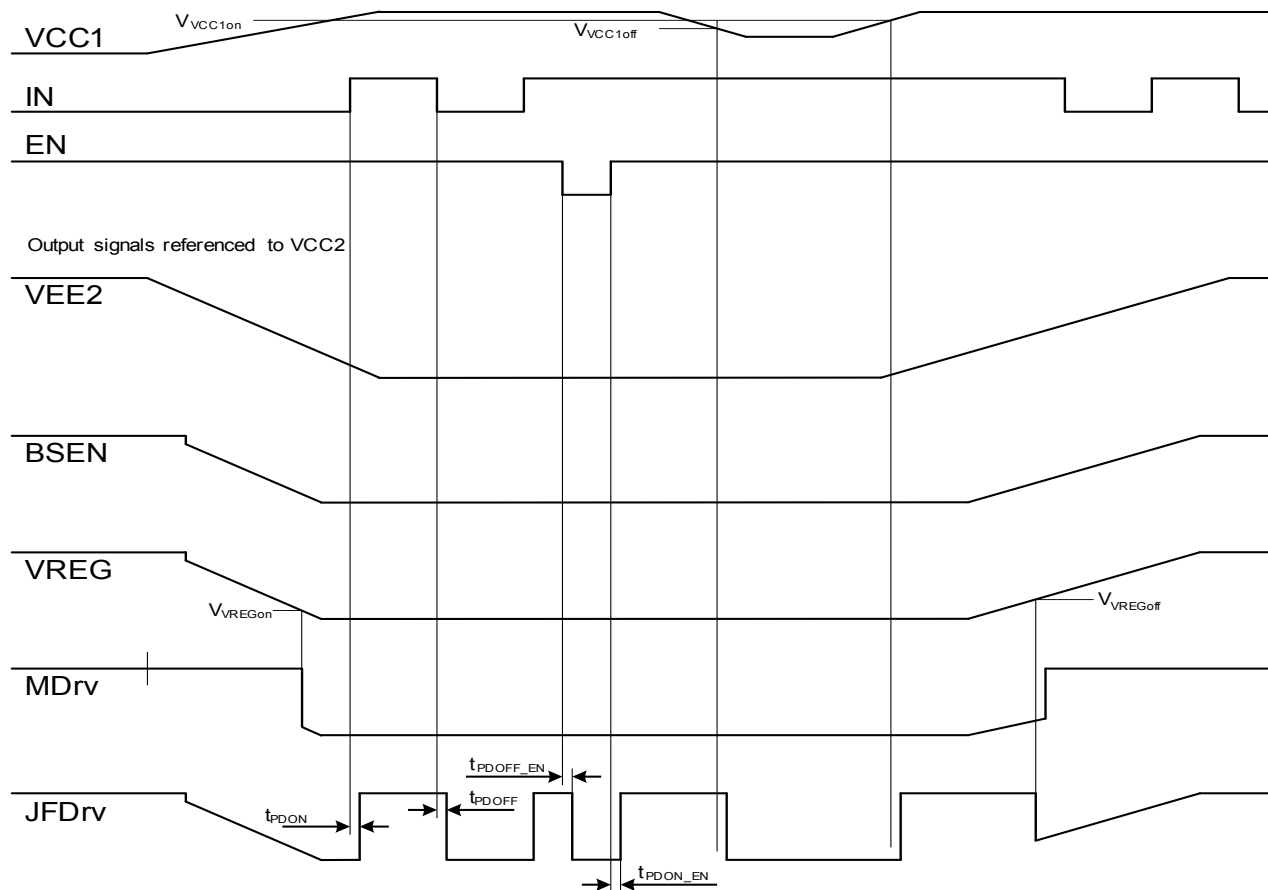 VVCC1on
VCC1
VVCC1off
IN
EN
Output signals referenced to VCC2
VEE2
BSEN
VREG
VVREGon
VVREGoff
MDrv
tPDOFF_EN
tPDOFF
JFDrv
tPDON
tPDON_EN